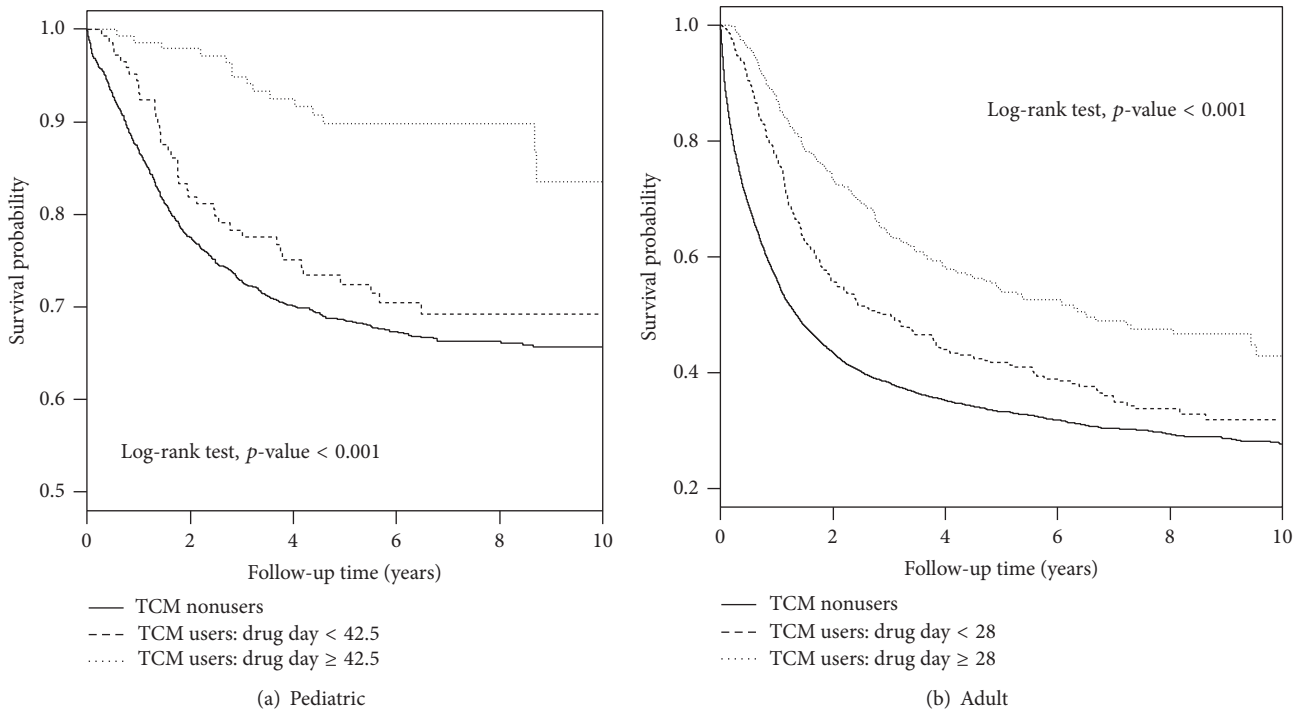 1.0
0.9
0.8
0.7
0.6
0.5
Survival probability
Log-rank test, p-value < 0.001
0 2 4 6 8 10
Follow-up time (years)
TCM nonusers
TCM users: drug day < 42.5
TCM users: drug day ≥ 42.5
(a) Pediatric
1.0
0.8
0.6
0.4
0.2
Survival probability
Log-rank test, p-value < 0.001
0 2 4 6 8 10
Follow-up time (years)
TCM nonusers
TCM users: drug day < 28
TCM users: drug day ≥ 28
(b) Adult